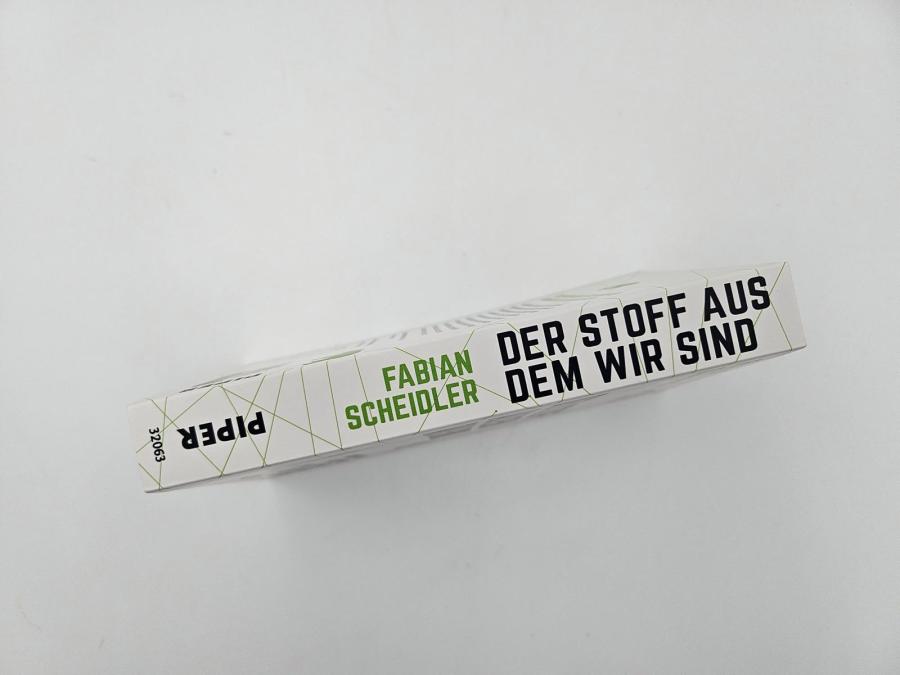 DER STOFF AUS
DEM WIR SIND
FABIAN
SCHEIDLER
PIPER
32063